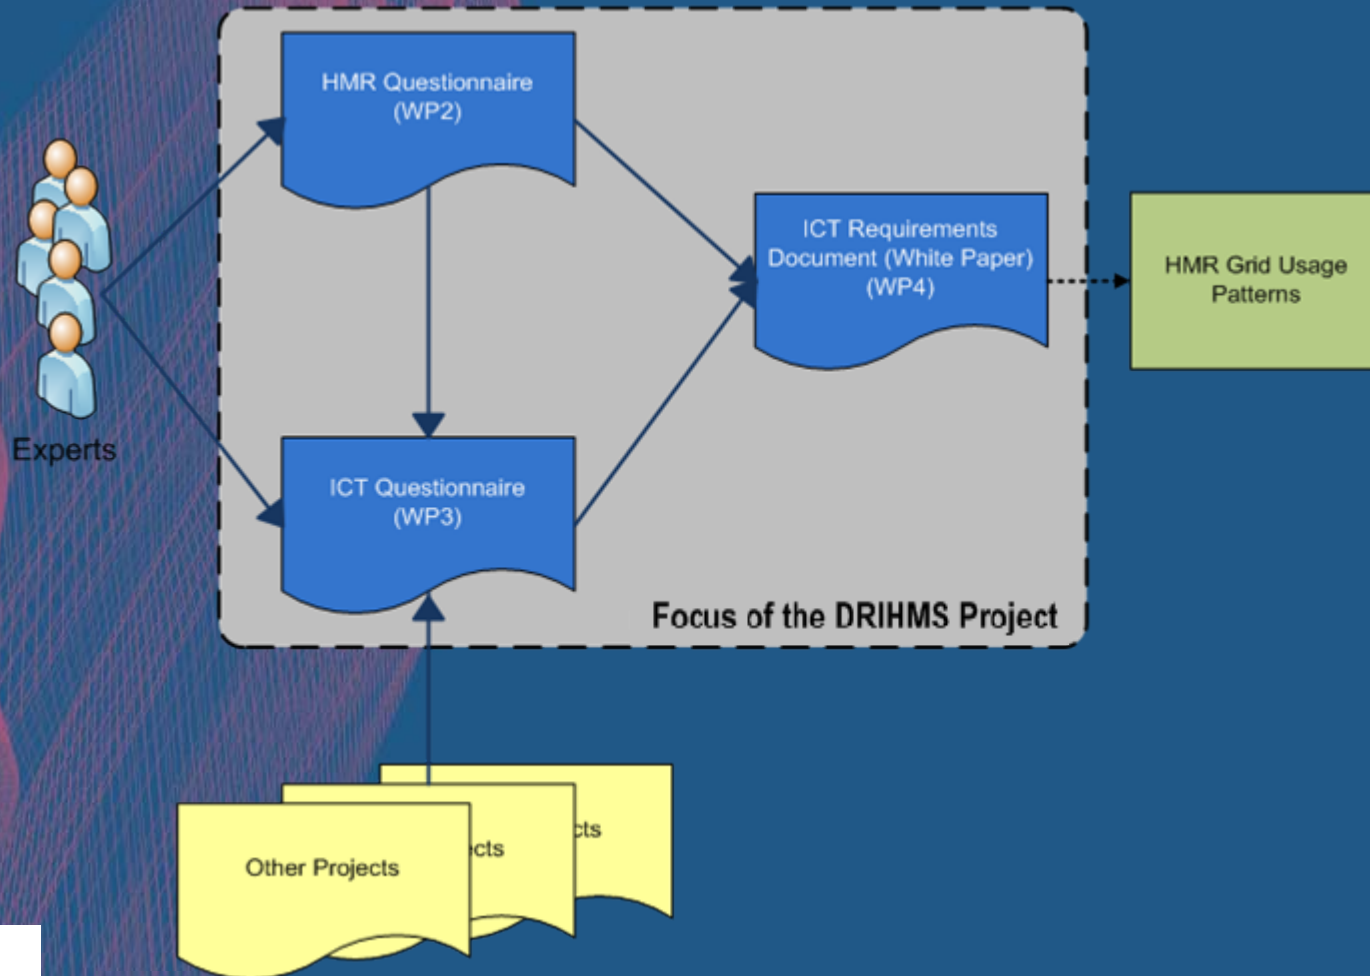 HMR Questionnaire
(WP2)
ICT Requirements
Document (White Paper)
(WP4)
HMR Grid Usage
Patterns
Experts
ICT Questionnaire
(WP3)
Focus of the DRIHMS Project
Other Projects